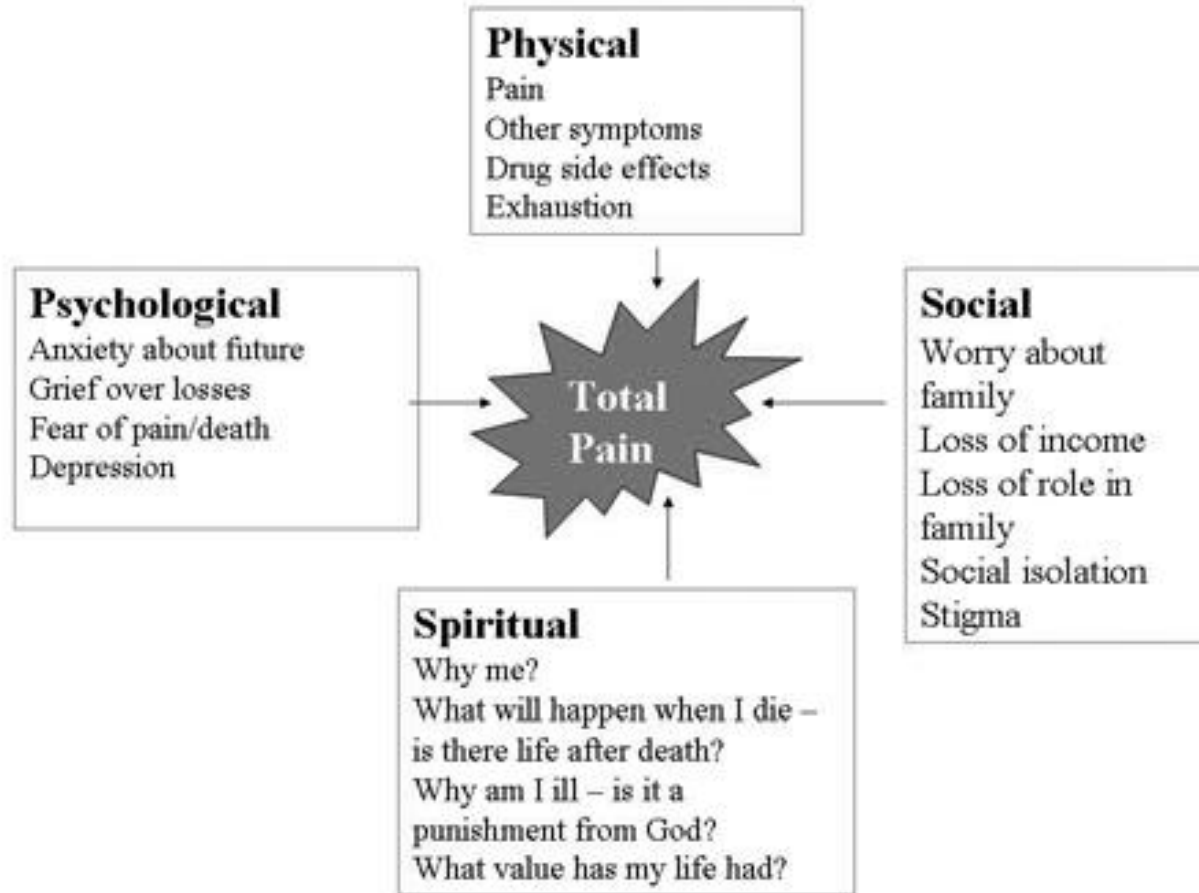 Physical
Pain
Other symptoms
Drug side effects
Exhaustion
Psychological
Anxiety about future
Grief over losses
Fear of pain/death
Depression
Total
Pain
Social
Worry about
family
Loss of income
Loss of role in
family
Social isolation
Stigma
Spiritual
Why me?
What will happen when I die –
is there life after death?
Why am I ill – is it a
punishment from God?
What value has my life had?